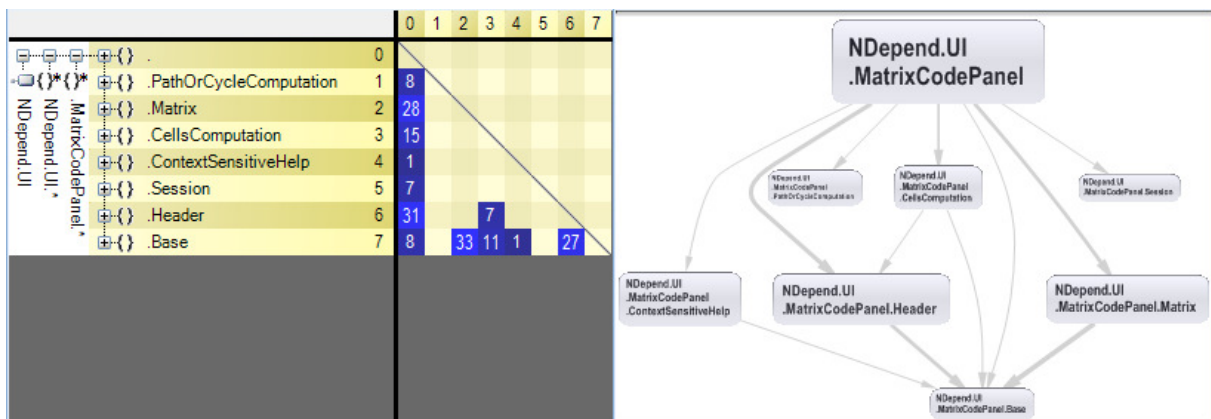 0 1 2 3 4 5 6 7
{} . 0
{} .PathOrCycleComputation 1 8
{} .Matrix 2 28
{} .CellsComputation 3 15
{} .ContextSensitiveHelp 4 1
{} .Session 5 7
{} .Header 6 31 7
{} .Base 7 8 33 11 1 27
NDepend.UI
{}* NDepend.UI.*
{}* .MatrixCodePanel.*
NDepend.UI
.MatrixCodePanel
NDepend.UI
.MatrixCodePanel
.PathOrCycleComputation
NDepend.UI
.MatrixCodePanel
.CellsComputation
NDepend.UI
.MatrixCodePanel.Session
NDepend.UI
.MatrixCodePanel
.ContextSensitiveHelp
NDepend.UI
.MatrixCodePanel.Header
NDepend.UI
.MatrixCodePanel.Matrix
NDepend.UI
.MatrixCodePanel.Base